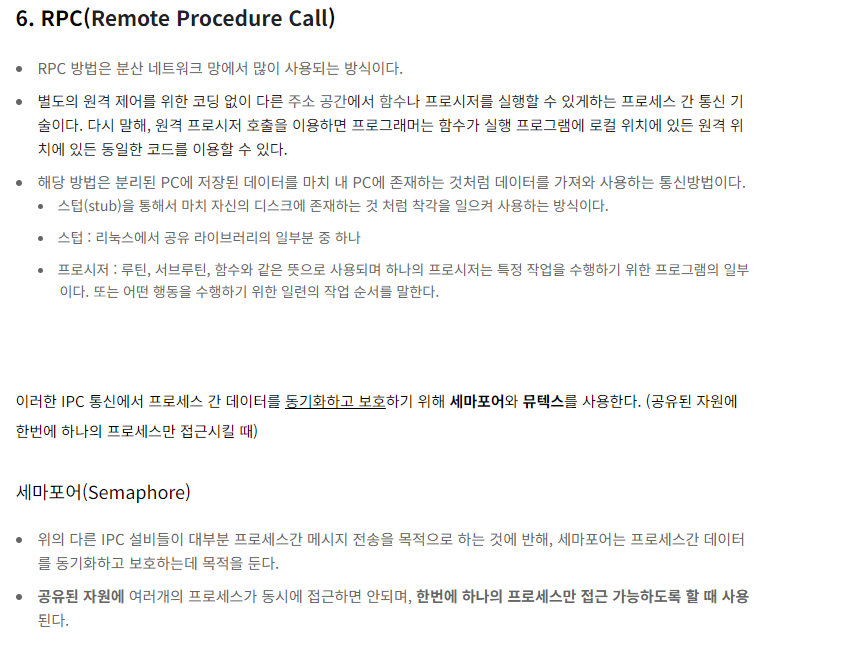 6. RPC(Remote Procedure Call)
RPC 방법은 분산 네트워크 망에서 많이 사용되는 방식이다.
별도의 원격 제어를 위한 코딩 없이 다른 주소 공간에서 함수나 프로시저를 실행할 수 있게하는 프로세스 간 통신 기
술이다. 다시 말해, 원격 프로시저 호출을 이용하면 프로그래머는 함수가 실행 프로그램에 로컬 위치에 있든 원격 위
치에 있든 동일한 코드를 이용할 수 있다.
해당 방법은 분리된 PC에 저장된 데이터를 마치 내 PC에 존재하는 것처럼 데이터를 가져와 사용하는 통신방법이다.
스텁(stub)을 통해서 마치 자신의 디스크에 존재하는 것 처럼 착각을 일으켜 사용하는 방식이다.
스텁 : 리눅스에서 공유 라이브러리의 일부분 중 하나
프로시저 : 루틴, 서브루틴, 함수와 같은 뜻으로 사용되며 하나의 프로시저는 특정 작업을 수행하기 위한 프로그램의 일부
이다. 또는 어떤 행동을 수행하기 위한 일련의 작업 순서를 말한다.
이러한 IPC 통신에서 프로세스 간 데이터를 동기화하고 보호하기 위해 세마포어와 뮤텍스를 사용한다. (공유된 자원에
한번에 하나의 프로세스만 접근시킬 때)
세마포어(Semaphore)
위의 다른 IPC 설비들이 대부분 프로세스간 메시지 전송을 목적으로 하는 것에 반해, 세마포어는 프로세스간 데이터
를 동기화하고 보호하는데 목적을 둔다.
공유된 자원에 여러개의 프로세스가 동시에 접근하면 안되며, 한번에 하나의 프로세스만 접근 가능하도록 할 때 사용
된다.